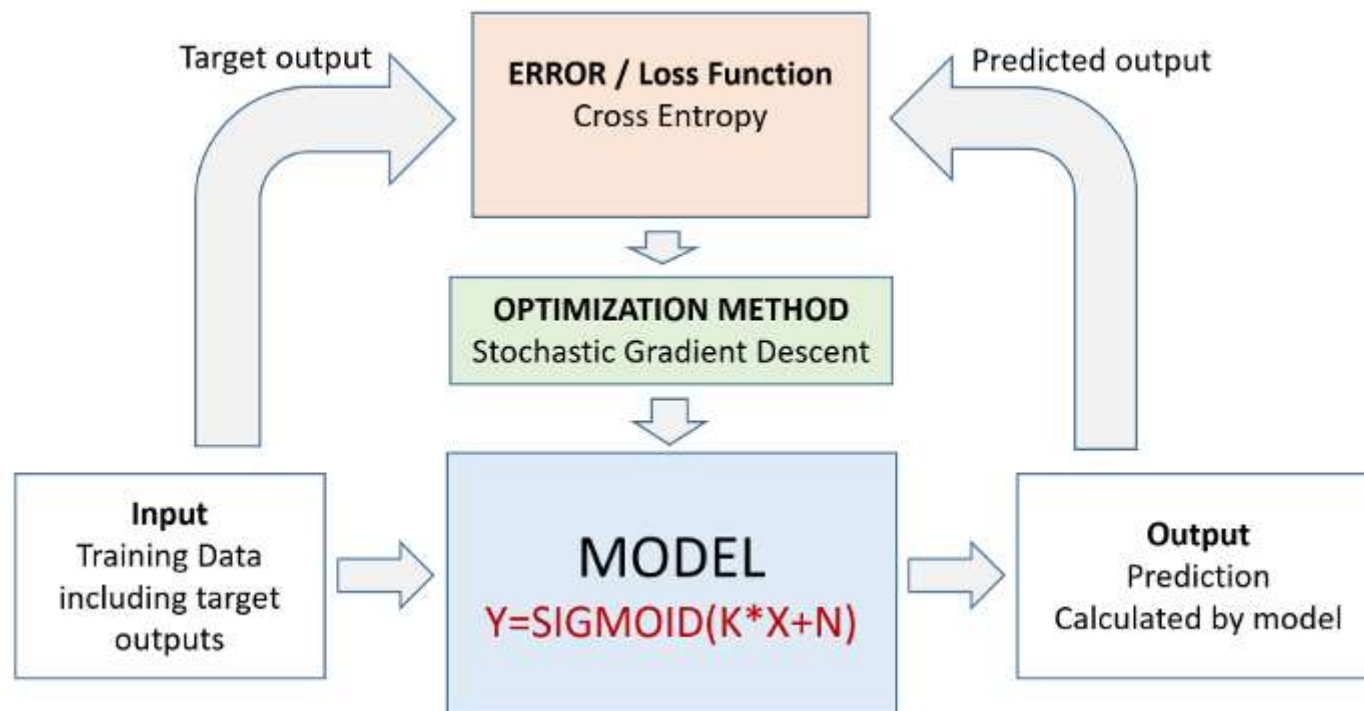 Target output
ERROR / Loss Function
Cross Entropy
Predicted output
OPTIMIZATION METHOD
Stochastic Gradient Descent
Input
Training Data
including target
outputs
MODEL
Y=SIGMOID(K*X+N)
Output
Prediction
Calculated by model